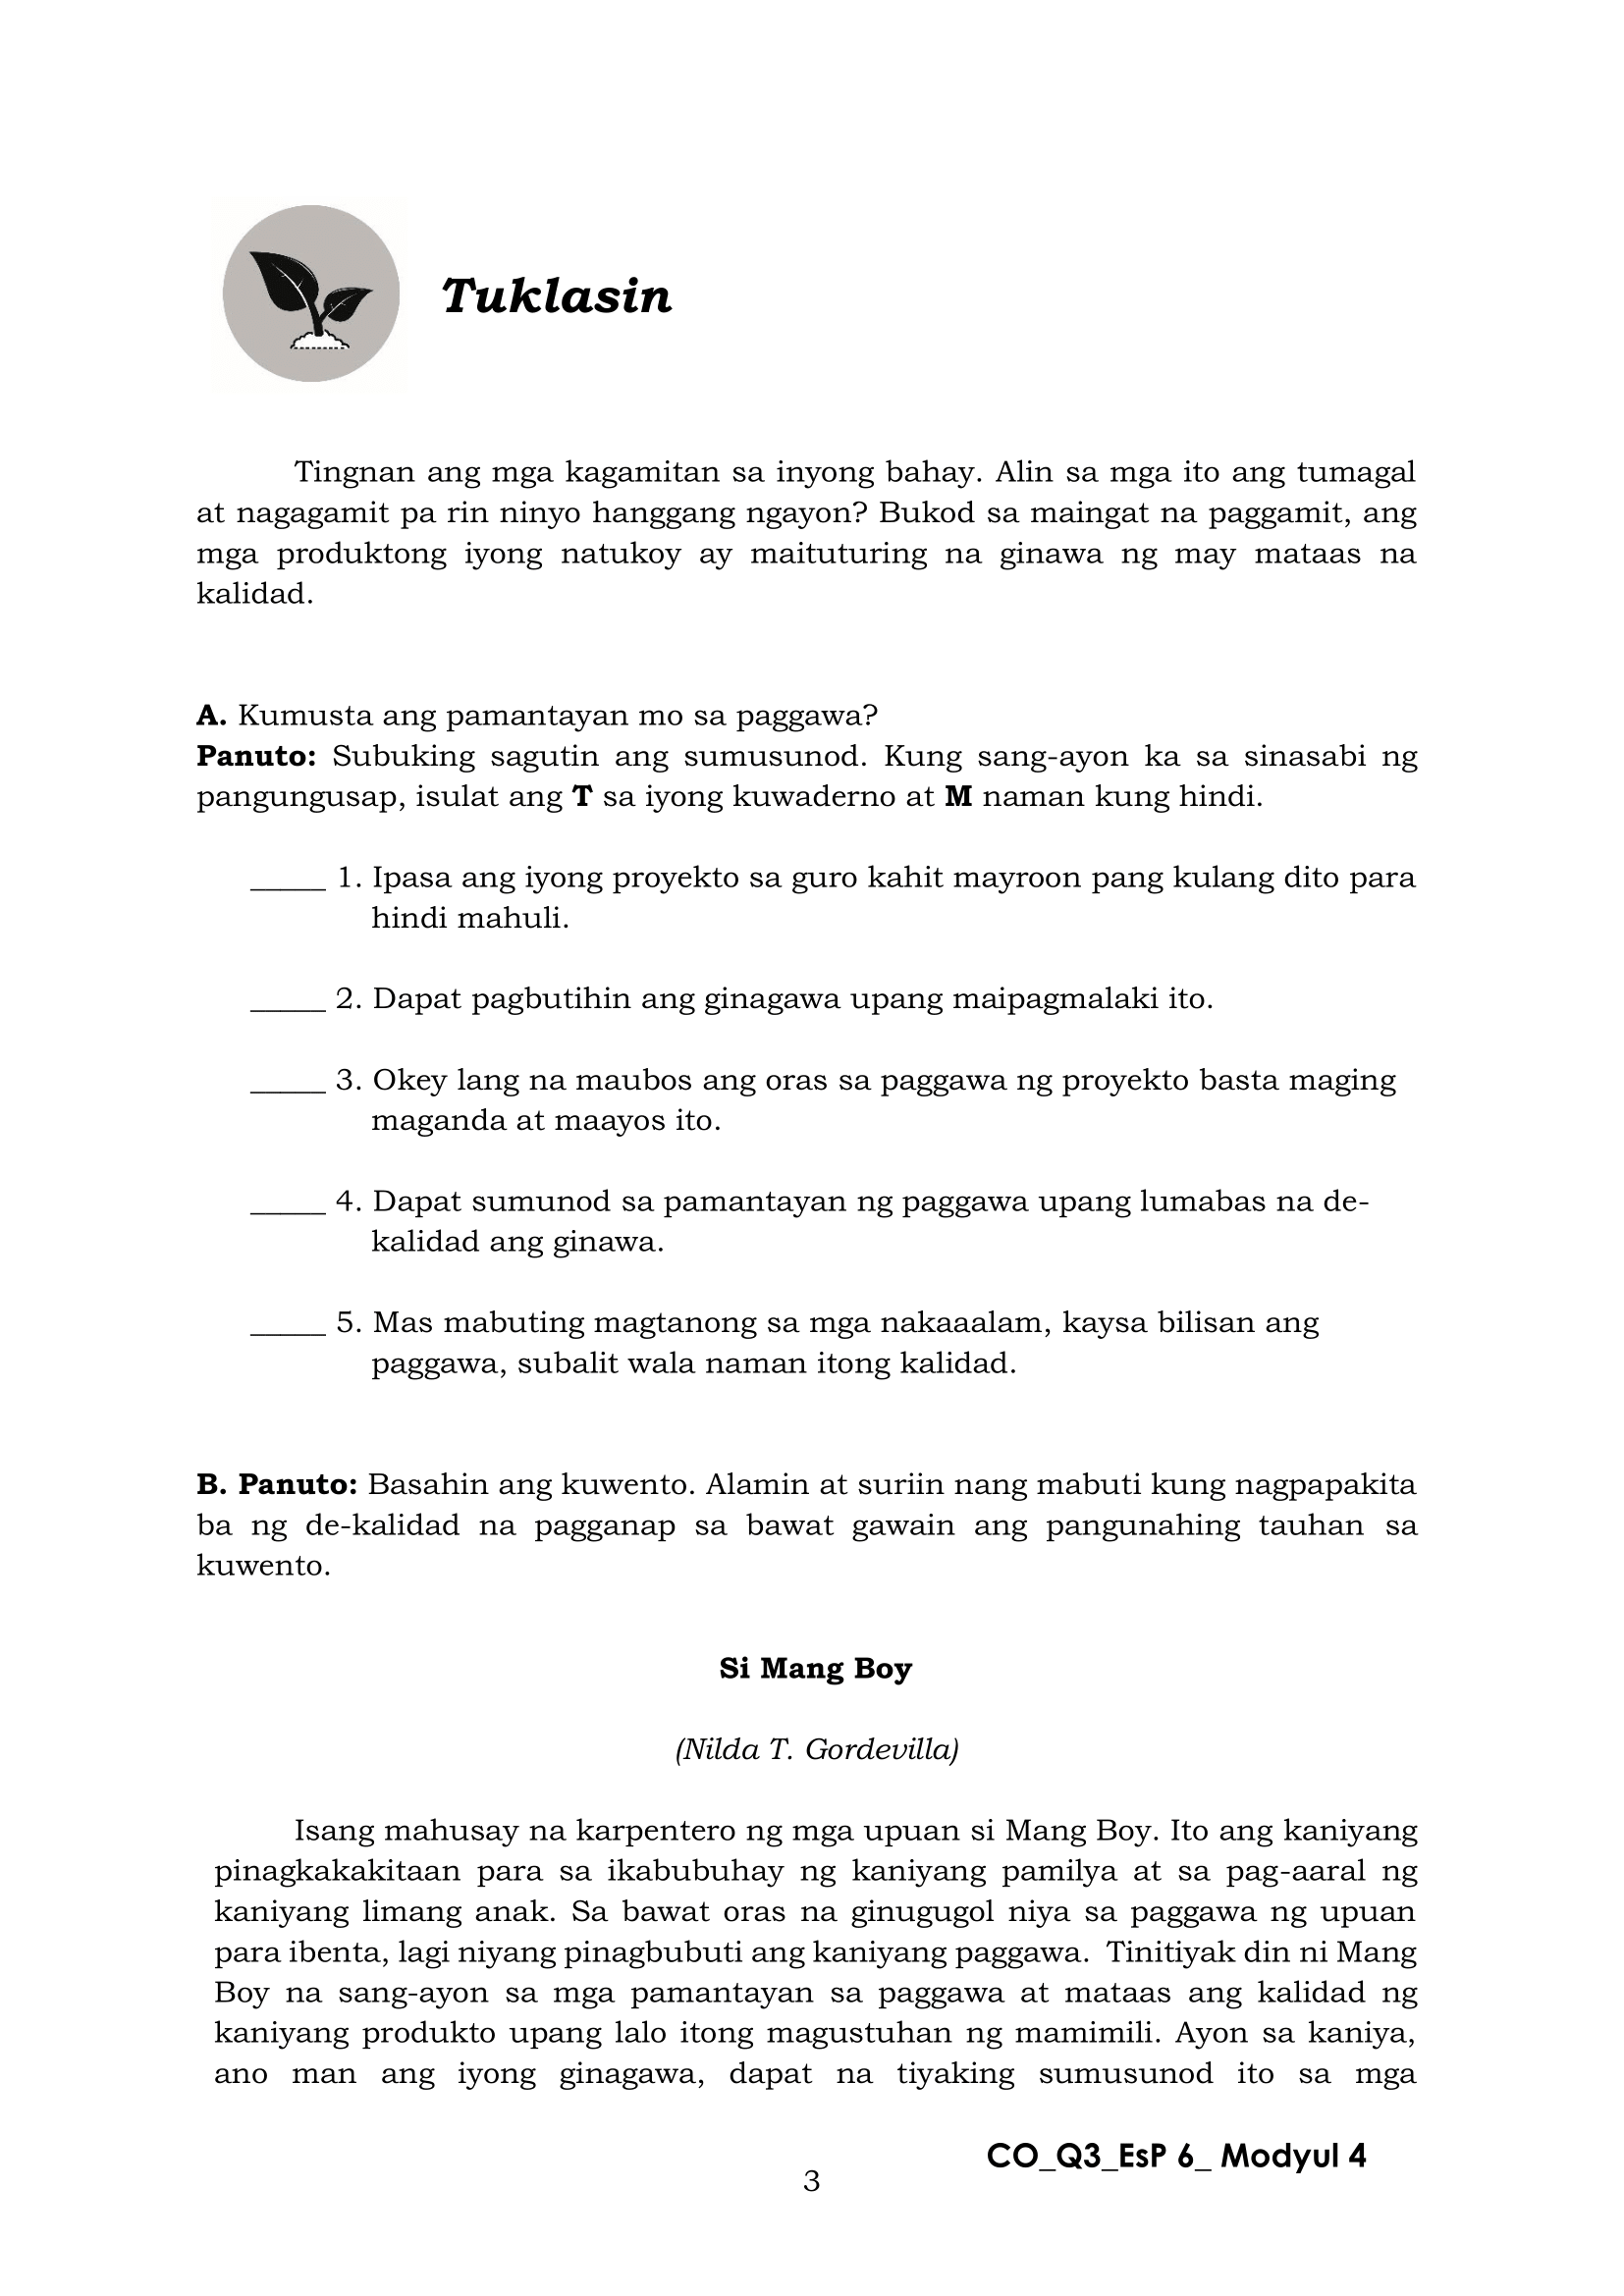 Tuklasin
Tingnan ang mga kagamitan sa inyong bahay. Alin sa mga ito ang tumagal
at nagagamit pa rin ninyo hanggang ngayon? Bukod sa maingat na paggamit, ang
mga produktong iyong natukoy ay maituturing na ginawa ng may mataas na
kalidad.
A. Kumusta ang pamantayan mo sa paggawa?
Panuto: Subuking sagutin ang sumusunod. Kung sang-ayon ka sa sinasabi ng
pangungusap, isulat ang T sa iyong kuwaderno at M naman kung hindi.
_____ 1. Ipasa ang iyong proyekto sa guro kahit mayroon pang kulang dito para
hindi mahuli.
_____ 2. Dapat pagbutihin ang ginagawa upang maipagmalaki ito.
_____ 3. Okey lang na maubos ang oras sa paggawa ng proyekto basta maging
maganda at maayos ito.
_____ 4. Dapat sumunod sa pamantayan ng paggawa upang lumabas na de-
kalidad ang ginawa.
_____ 5. Mas mabuting magtanong sa mga nakaaalam, kaysa bilisan ang
paggawa, subalit wala naman itong kalidad.
B. Panuto: Basahin ang kuwento. Alamin at suriin nang mabuti kung nagpapakita
ba ng de-kalidad na pagganap sa bawat gawain ang pangunahing tauhan sa
kuwento.
Si Mang Boy
(Nilda T. Gordevilla)
Isang mahusay na karpentero ng mga upuan si Mang Boy. Ito ang kaniyang
pinagkakakitaan para sa ikabubuhay ng kaniyang pamilya at sa pag-aaral ng
kaniyang limang anak. Sa bawat oras na ginugugol niya sa paggawa ng upuan
para ibenta, lagi niyang pinagbubuti ang kaniyang paggawa. Tinitiyak din ni Mang
Boy na sang-ayon sa mga pamantayan sa paggawa at mataas ang kalidad ng
kaniyang produkto upang lalo itong magustuhan ng mamimili. Ayon sa kaniya,
ano man ang iyong ginagawa, dapat na tiyaking sumusunod ito sa mga
CO_Q3_EsP 6_ Modyul 4
3